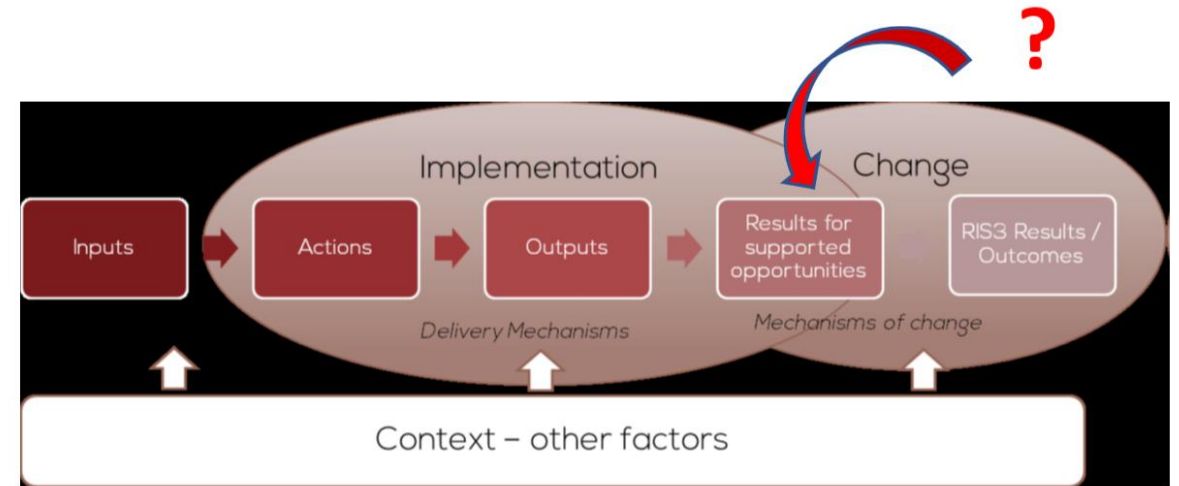 ?
Implementation
Change
Inputs
Actions
Outputs
Results for
supported
opportunities
RIS3 Results /
Outcomes
Delivery Mechanisms
Mechanisms of change
Context – other factors